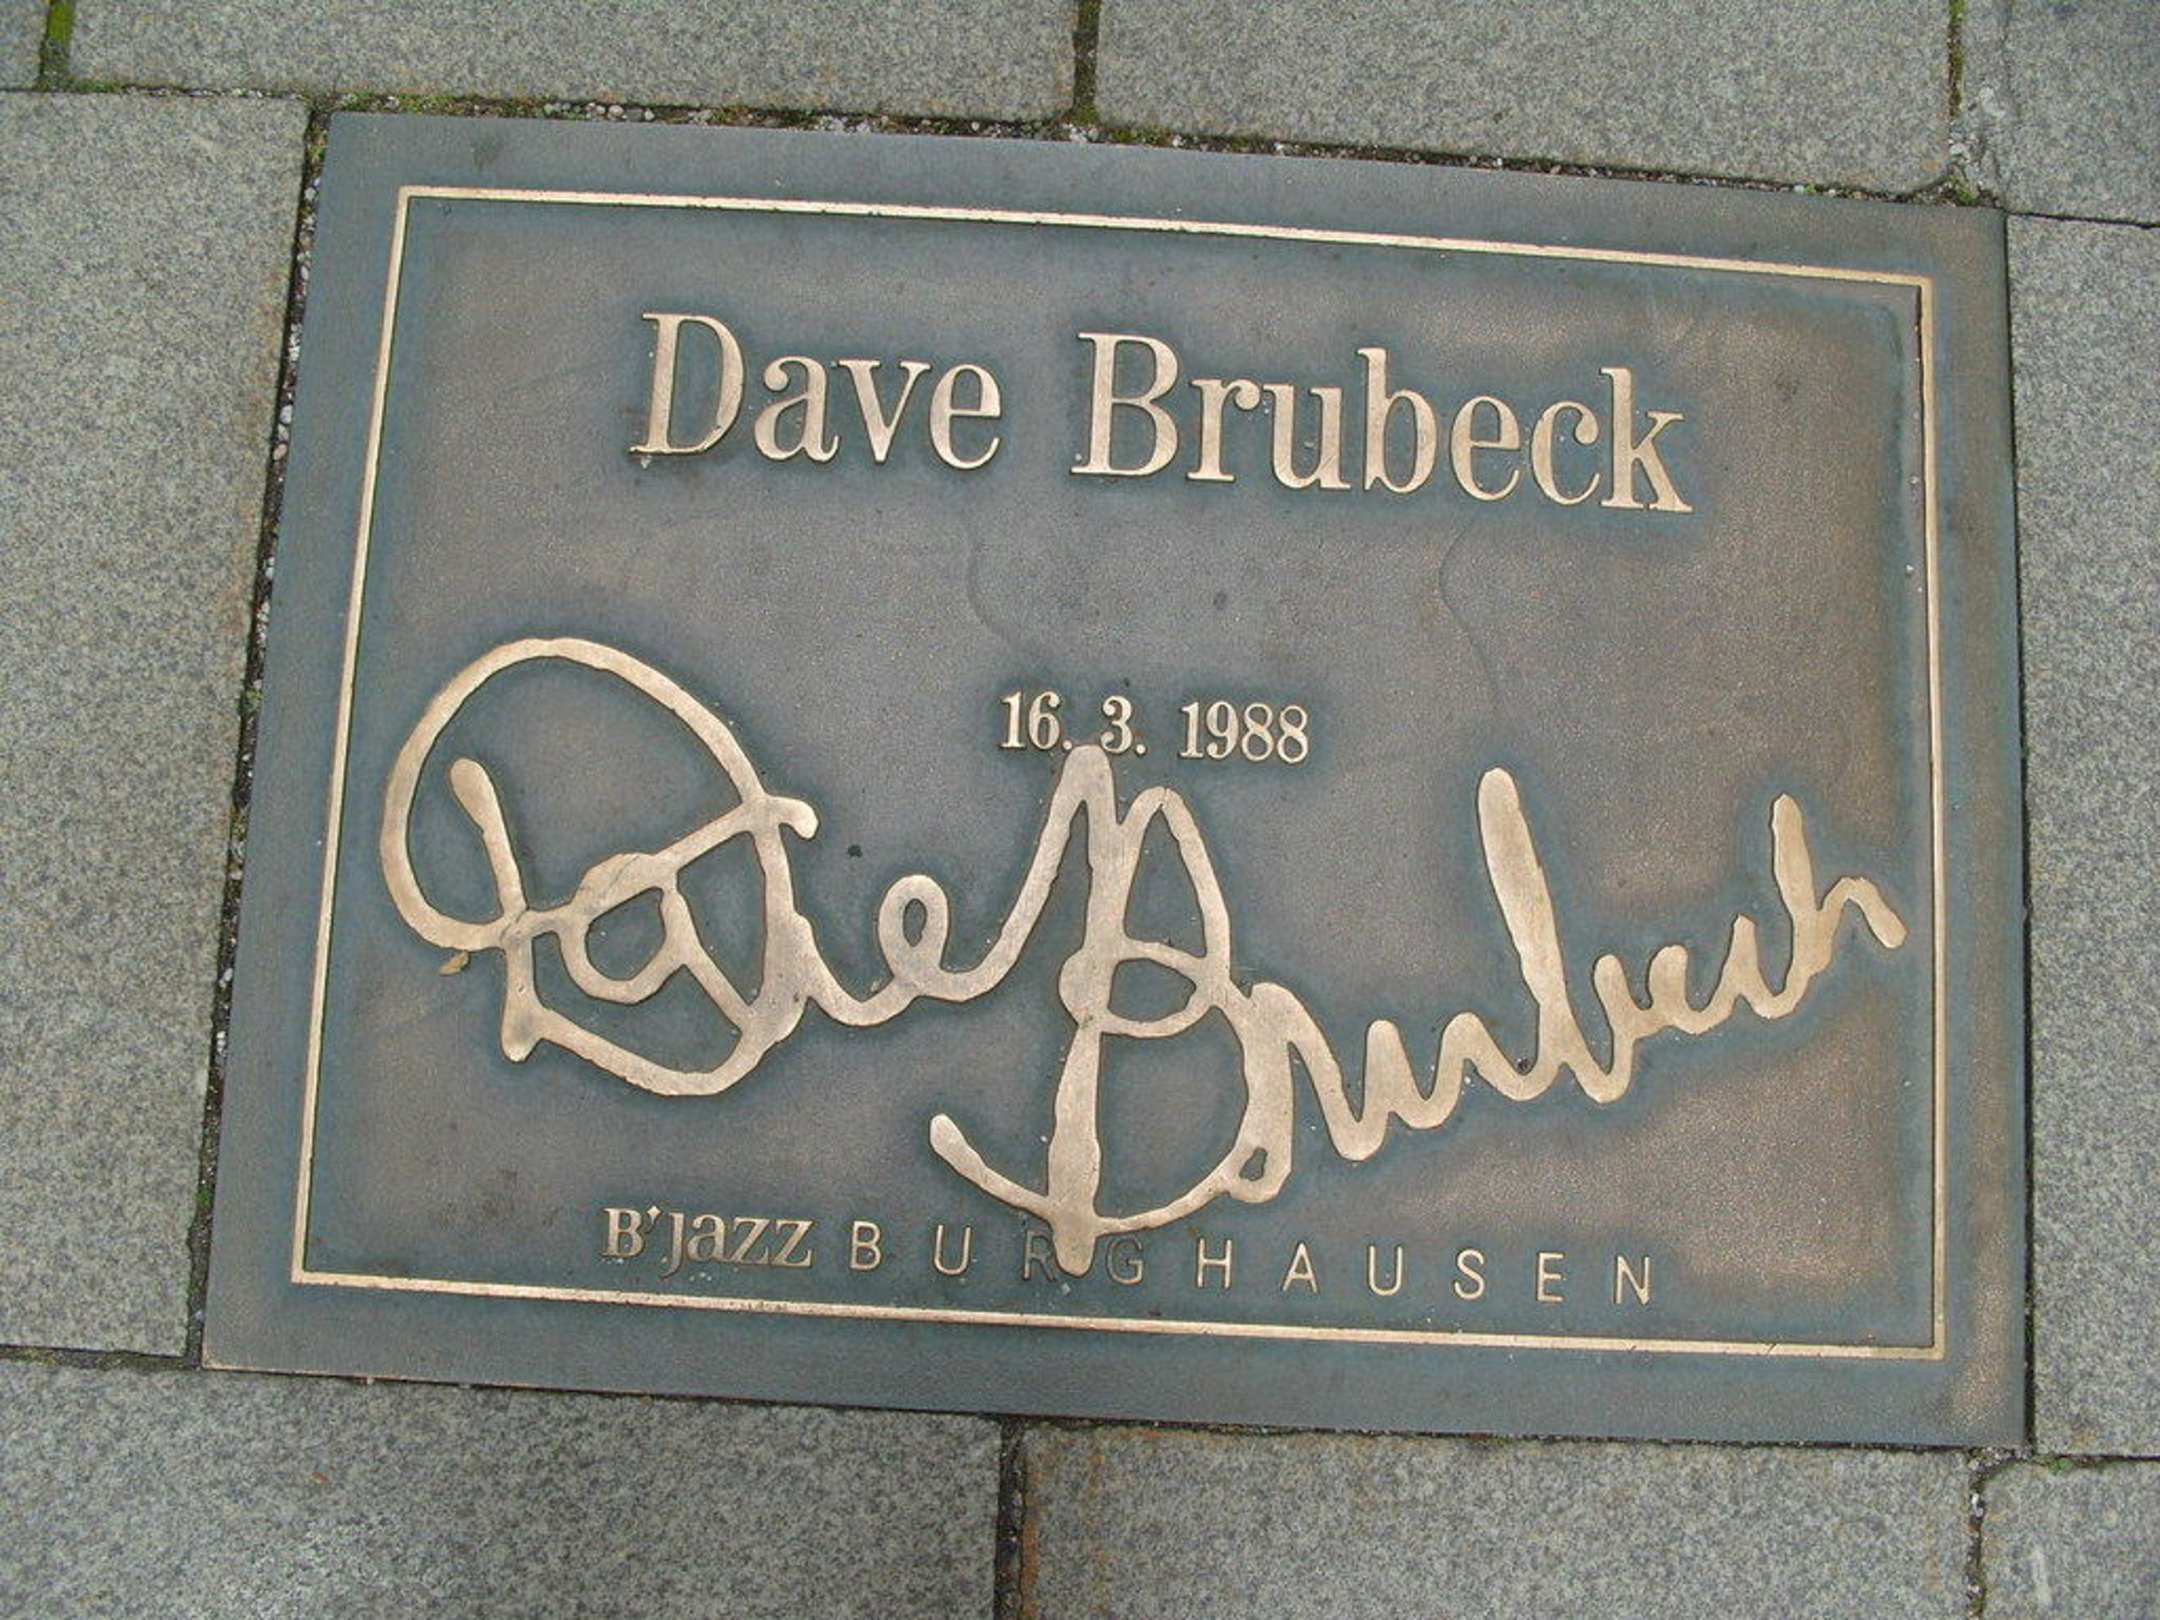 Dave Brubeck
16. 3. 1988
Dave Brubeck
B'jazz BURGHAUSEN